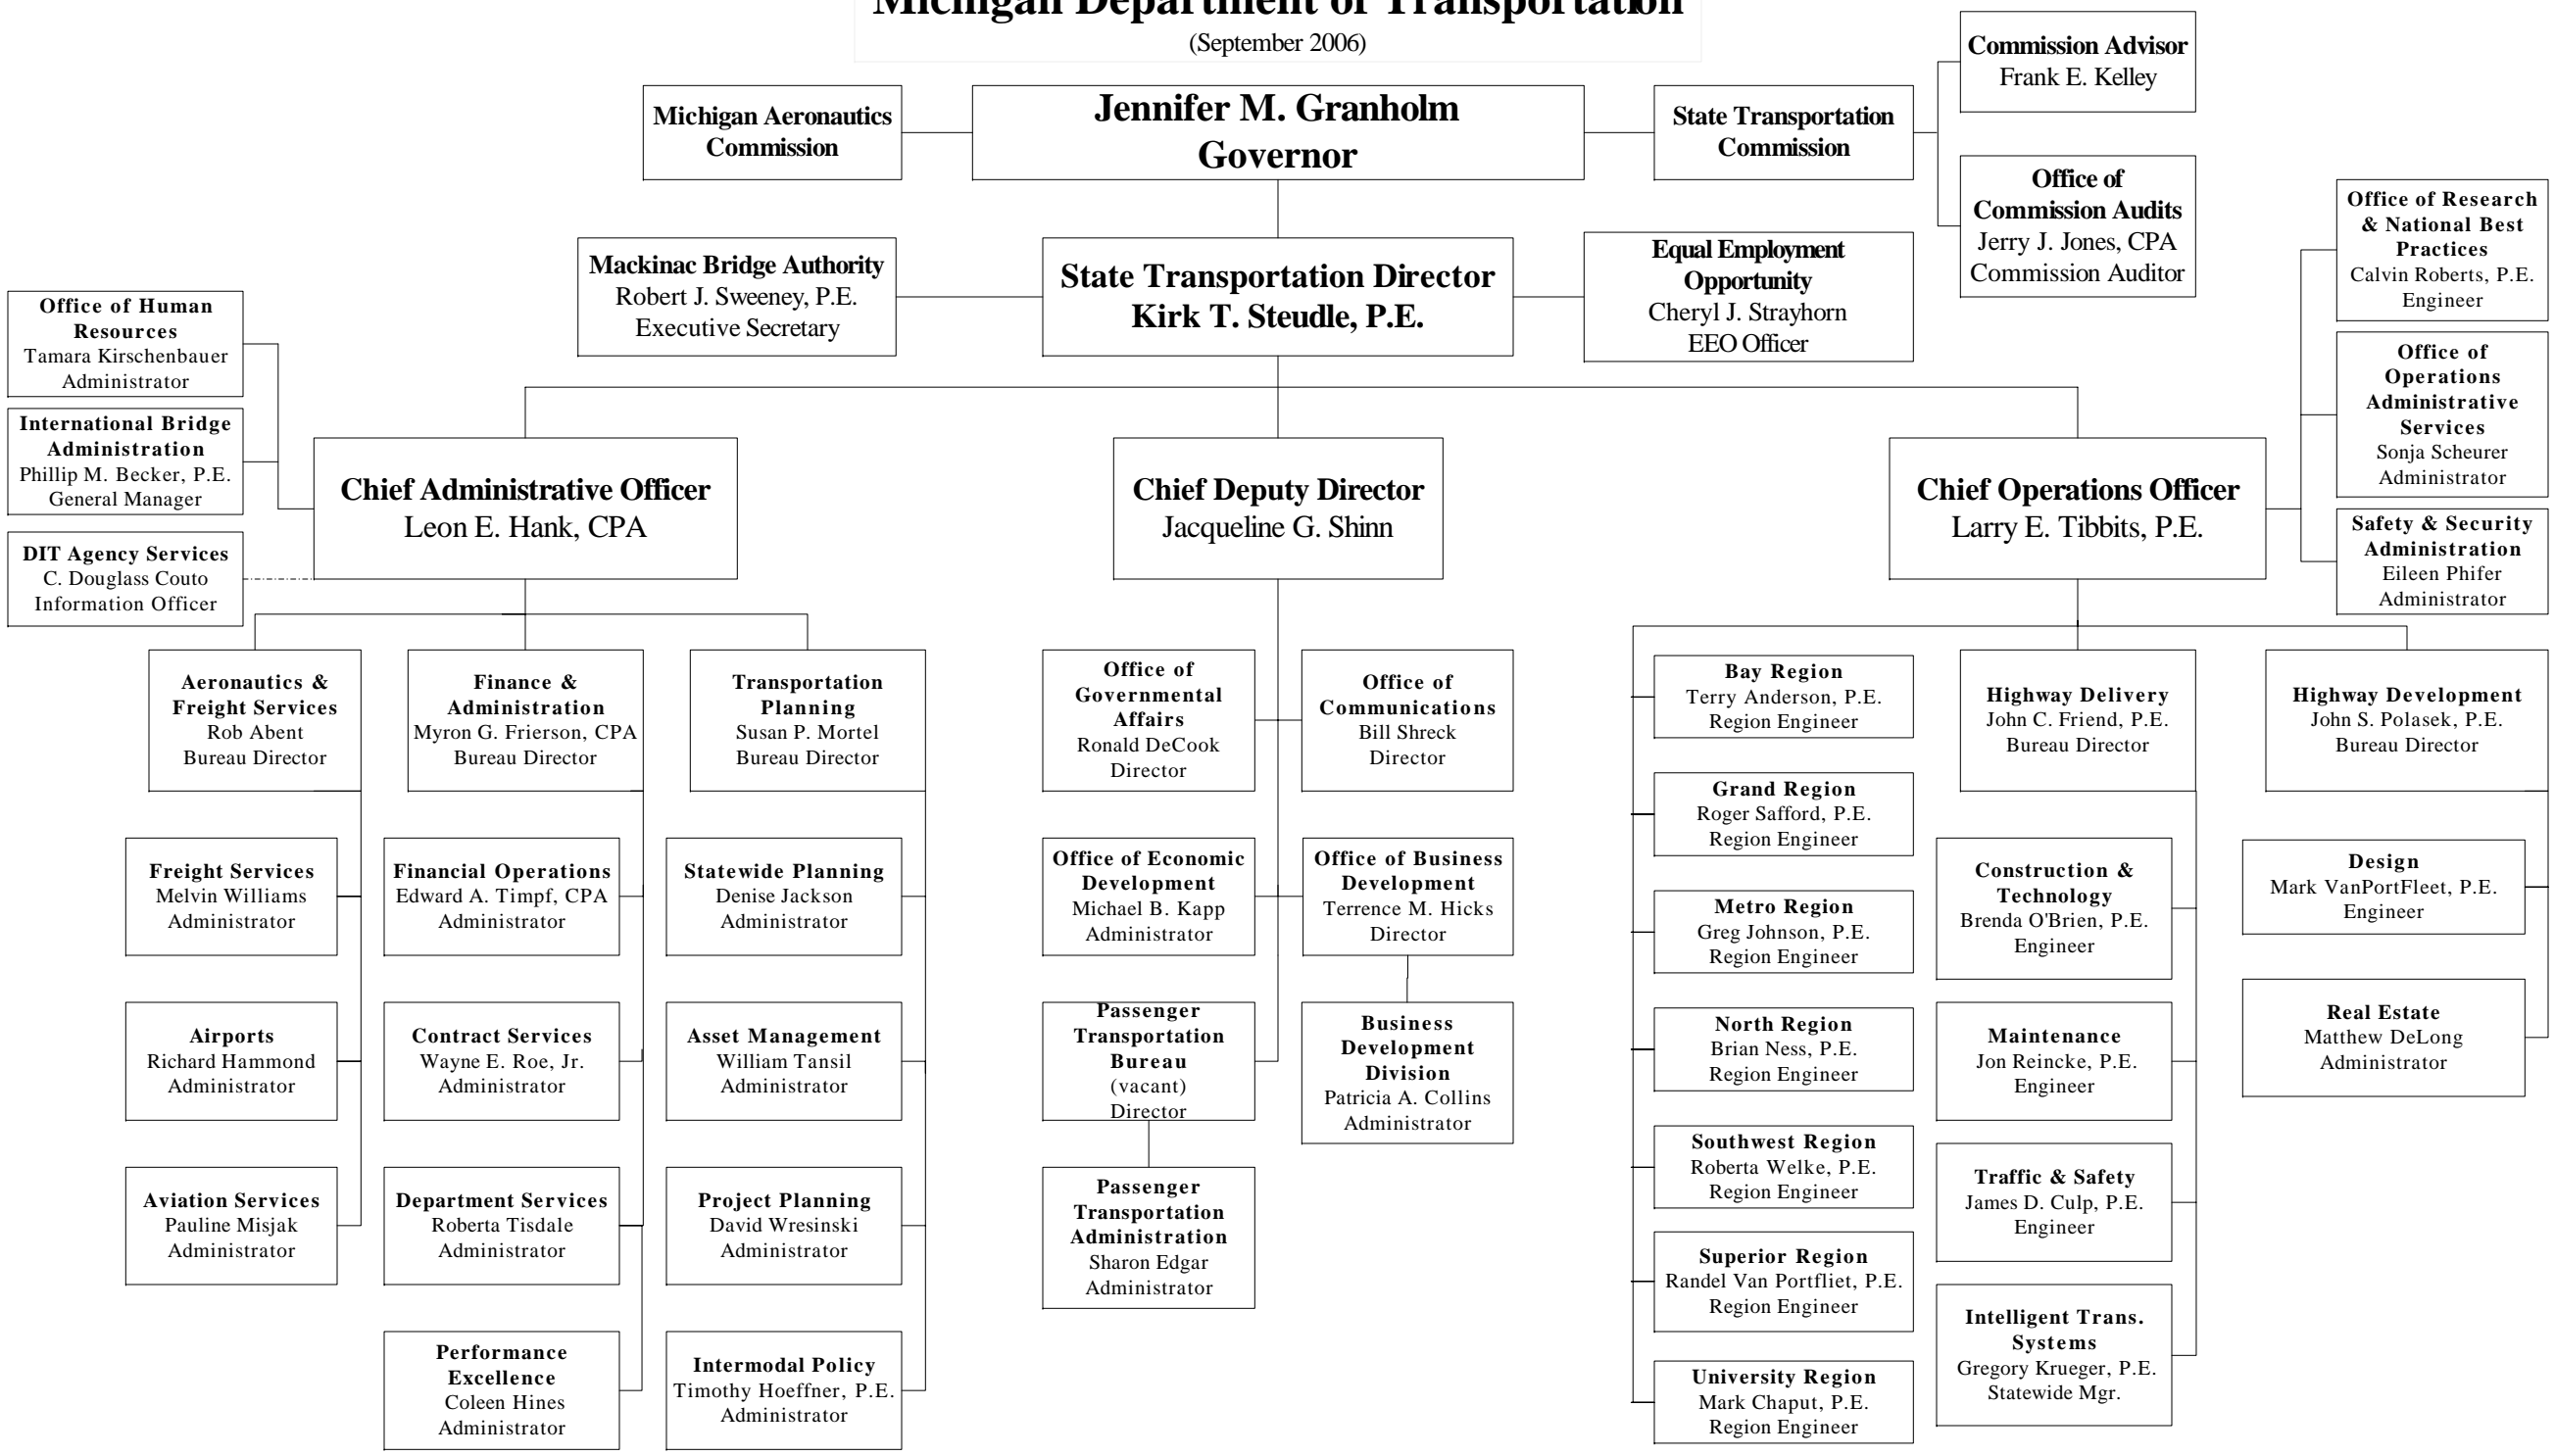 Michigan Department of Transportation
(September 2006)
Commission Advisor
Frank E. Kelley
Michigan Aeronautics
Commission
Jennifer M. Granholm
Governor
State Transportation
Commission
Office of
Commission Audits
Jerry J. Jones, CPA
Commission Auditor
Mackinac Bridge Authority
Robert J. Sweeney, P.E.
Executive Secretary
State Transportation Director
Kirk T. Steudle, P.E.
Equal Employment
Opportunity
Cheryl J. Strayhorn
EEO Officer
Office of Human
Resources
Tamara Kirschenbauer
Administrator
International Bridge
Administration
Phillip M. Becker, P.E.
General Manager
DIT Agency Services
C. Douglass Couto
Information Officer
Chief Administrative Officer
Leon E. Hank, CPA
Chief Deputy Director
Jacqueline G. Shinn
Chief Operations Officer
Larry E. Tibbits, P.E.
Office of Research
& National Best
Practices
Calvin Roberts, P.E.
Engineer
Office of
Operations
Administrative
Services
Sonja Scheurer
Administrator
Safety & Security
Administration
Eileen Phifer
Administrator
Aeronautics &
Freight Services
Rob Abent
Bureau Director
Freight Services
Melvin Williams
Administrator
Airports
Richard Hammond
Administrator
Aviation Services
Pauline Misjak
Administrator
Finance &
Administration
Myron G. Frierson, CPA
Bureau Director
Financial Operations
Edward A. Timpf, CPA
Administrator
Contract Services
Wayne E. Roe, Jr.
Administrator
Department Services
Roberta Tisdale
Administrator
Performance
Excellence
Coleen Hines
Administrator
Transportation
Planning
Susan P. Mortel
Bureau Director
Statewide Planning
Denise Jackson
Administrator
Asset Management
William Tansil
Administrator
Project Planning
David Wresinski
Administrator
Intermodal Policy
Timothy Hoeffner, P.E.
Administrator
Office of
Governmental
Affairs
Ronald DeCook
Director
Office of
Communications
Bill Shreck
Director
Office of Economic
Development
Michael B. Kapp
Administrator
Office of Business
Development
Terrence M. Hicks
Director
Passenger
Transportation
Bureau
(vacant)
Director
Business
Development
Division
Patricia A. Collins
Administrator
Passenger
Transportation
Administration
Sharon Edgar
Administrator
Bay Region
Terry Anderson, P.E.
Region Engineer
Grand Region
Roger Safford, P.E.
Region Engineer
Metro Region
Greg Johnson, P.E.
Region Engineer
North Region
Brian Ness, P.E.
Region Engineer
Southwest Region
Roberta Welke, P.E.
Region Engineer
Superior Region
Randel Van Portfliet, P.E.
Region Engineer
University Region
Mark Chaput, P.E.
Region Engineer
Highway Delivery
John C. Friend, P.E.
Bureau Director
Construction &
Technology
Brenda O'Brien, P.E.
Engineer
Maintenance
Jon Reincke, P.E.
Engineer
Traffic & Safety
James D. Culp, P.E.
Engineer
Intelligent Trans.
Systems
Gregory Krueger, P.E.
Statewide Mgr.
Highway Development
John S. Polasek, P.E.
Bureau Director
Design
Mark VanPortFleet, P.E.
Engineer
Real Estate
Matthew DeLong
Administrator